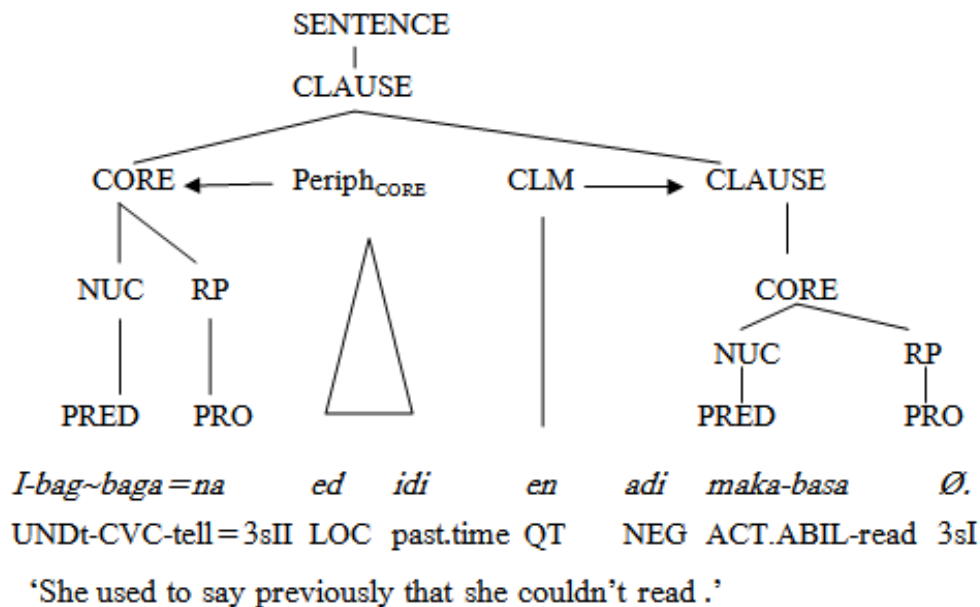 SENTENCE
CLAUSE
CORE Periph_CORE CLM CLAUSE
NUC RP CORE
NUC RP
PRED PRO PRED PRO
I-bag~baga=na ed idi en adi maka-basa Ø.
UNDt-CVC-tell=3sII LOC past.time QT NEG ACT.ABIL-read 3sI
‘She used to say previously that she couldn’t read .’